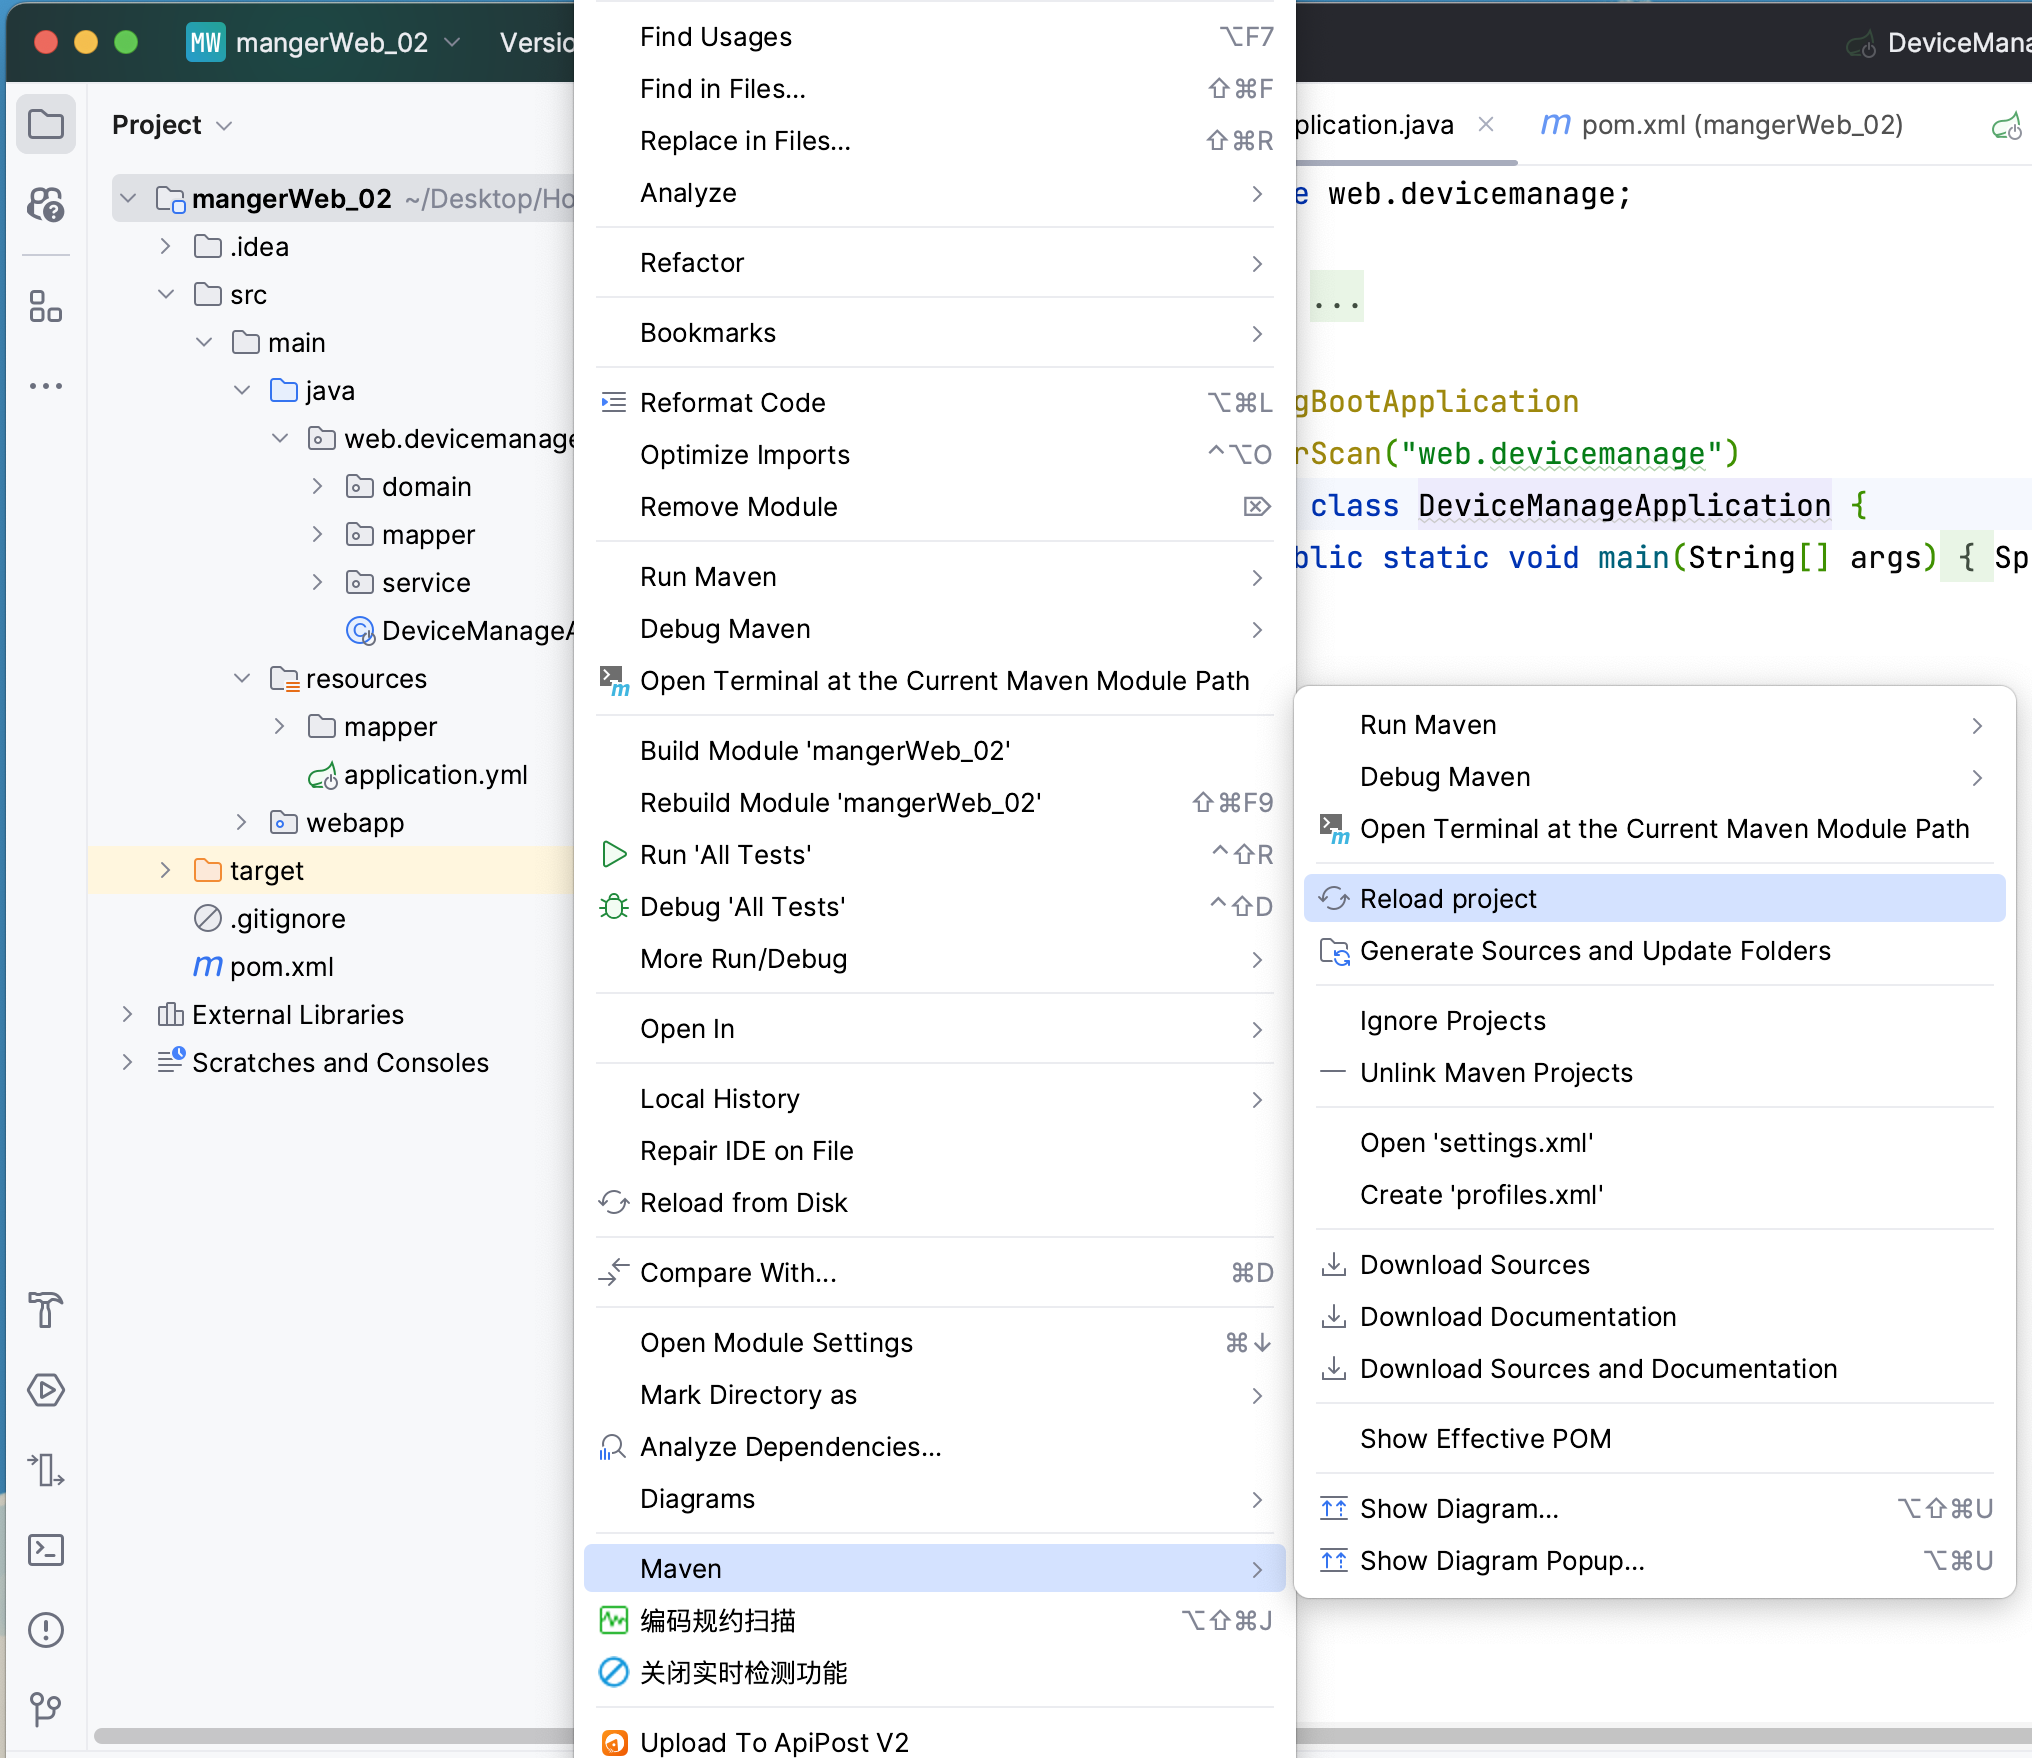 MW mangerWeb_02
Versio
DeviceMana
Project
mangerWeb_02 ~/Desktop/Ho
.idea
src
main
java
web.devicemanage
domain
mapper
service
DeviceManageA
resources
mapper
application.yml
webapp
target
.gitignore
m pom.xml
External Libraries
Scratches and Consoles
Find Usages ⌥F7
Find in Files... ⇧⌘F
Replace in Files... ⇧⌘R
Analyze
Refactor
Bookmarks
Reformat Code ⌥⌘L
Optimize Imports ^⌥O
Remove Module ⌦
Run Maven
Debug Maven
Open Terminal at the Current Maven Module Path
Build Module 'mangerWeb_02'
Rebuild Module 'mangerWeb_02' ⇧⌘F9
Run 'All Tests' ^⇧R
Debug 'All Tests' ^⇧D
More Run/Debug
Open In
Local History
Repair IDE on File
Reload from Disk
Compare With... ⌘D
Open Module Settings ⌘↓
Mark Directory as
Analyze Dependencies...
Diagrams
Maven
编码规约扫描 ⌥⇧⌘J
关闭实时检测功能
Upload To ApiPost V2
plication.java
m pom.xml (mangerWeb_02)
e web.devicemanage;
...
gBootApplication
rScan("web.devicemanage")
class DeviceManageApplication {
blic static void main(String[] args) { Sp
Run Maven
Debug Maven
Open Terminal at the Current Maven Module Path
Reload project
Generate Sources and Update Folders
Ignore Projects
Unlink Maven Projects
Open 'settings.xml'
Create 'profiles.xml'
Download Sources
Download Documentation
Download Sources and Documentation
Show Effective POM
Show Diagram... ⌥⇧⌘U
Show Diagram Popup... ⌥⌘U